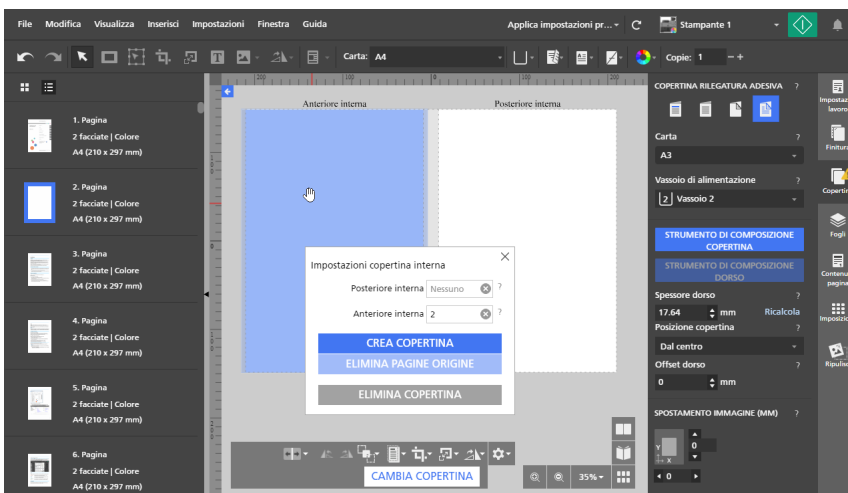 File Modifica Visualizza Inserisci Impostazioni Finestra Guida
Applica impostazioni pr...
Stampante 1
Carta: A4
Copie: 1 - +
1. Pagina
2 facciate | Colore
A4 (210 x 297 mm)
2. Pagina
2 facciate | Colore
A4 (210 x 297 mm)
3. Pagina
2 facciate | Colore
A4 (210 x 297 mm)
4. Pagina
2 facciate | Colore
A4 (210 x 297 mm)
5. Pagina
2 facciate | Colore
A4 (210 x 297 mm)
6. Pagina
2 facciate | Colore
A4 (210 x 297 mm)
200 100 0 100 200
Anteriore interna
Posteriore interna
Impostazioni copertina interna
Posteriore interna Nessuno ?
Anteriore interna 2 ?
CREA COPERTINA
ELIMINA PAGINE ORIGINE
ELIMINA COPERTINA
CAMBIA COPERTINA
35%
COPERTINA RILEGATURA ADESIVA ?
Carta ?
A3
Vassoio di alimentazione ?
2 Vassoio 2
STRUMENTO DI COMPOSIZIONE
COPERTINA
STRUMENTO DI COMPOSIZIONE
DORSO
Spessore dorso ?
17.64 mm Ricalcola
Posizione copertina ?
Dal centro
Offset dorso ?
0 mm
SPOSTAMENTO IMMAGINE (MM) ?
Y 0
X
0
Impostaz
lavoro
Finitura
Copertin
Fogli
Contenu
pagina
Imposizio
Ripulisc